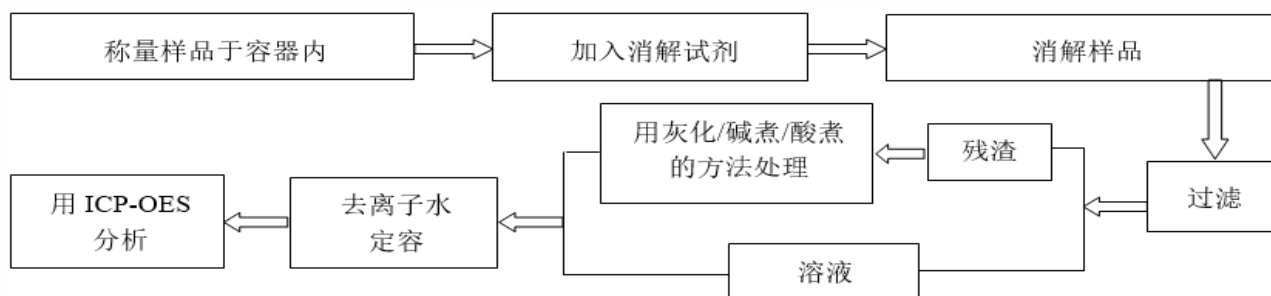 称量样品于容器内
加入消解试剂
消解样品
用灰化/碱煮/酸煮
的方法处理
残渣
过滤
用 ICP-OES
分析
去离子水
定容
溶液